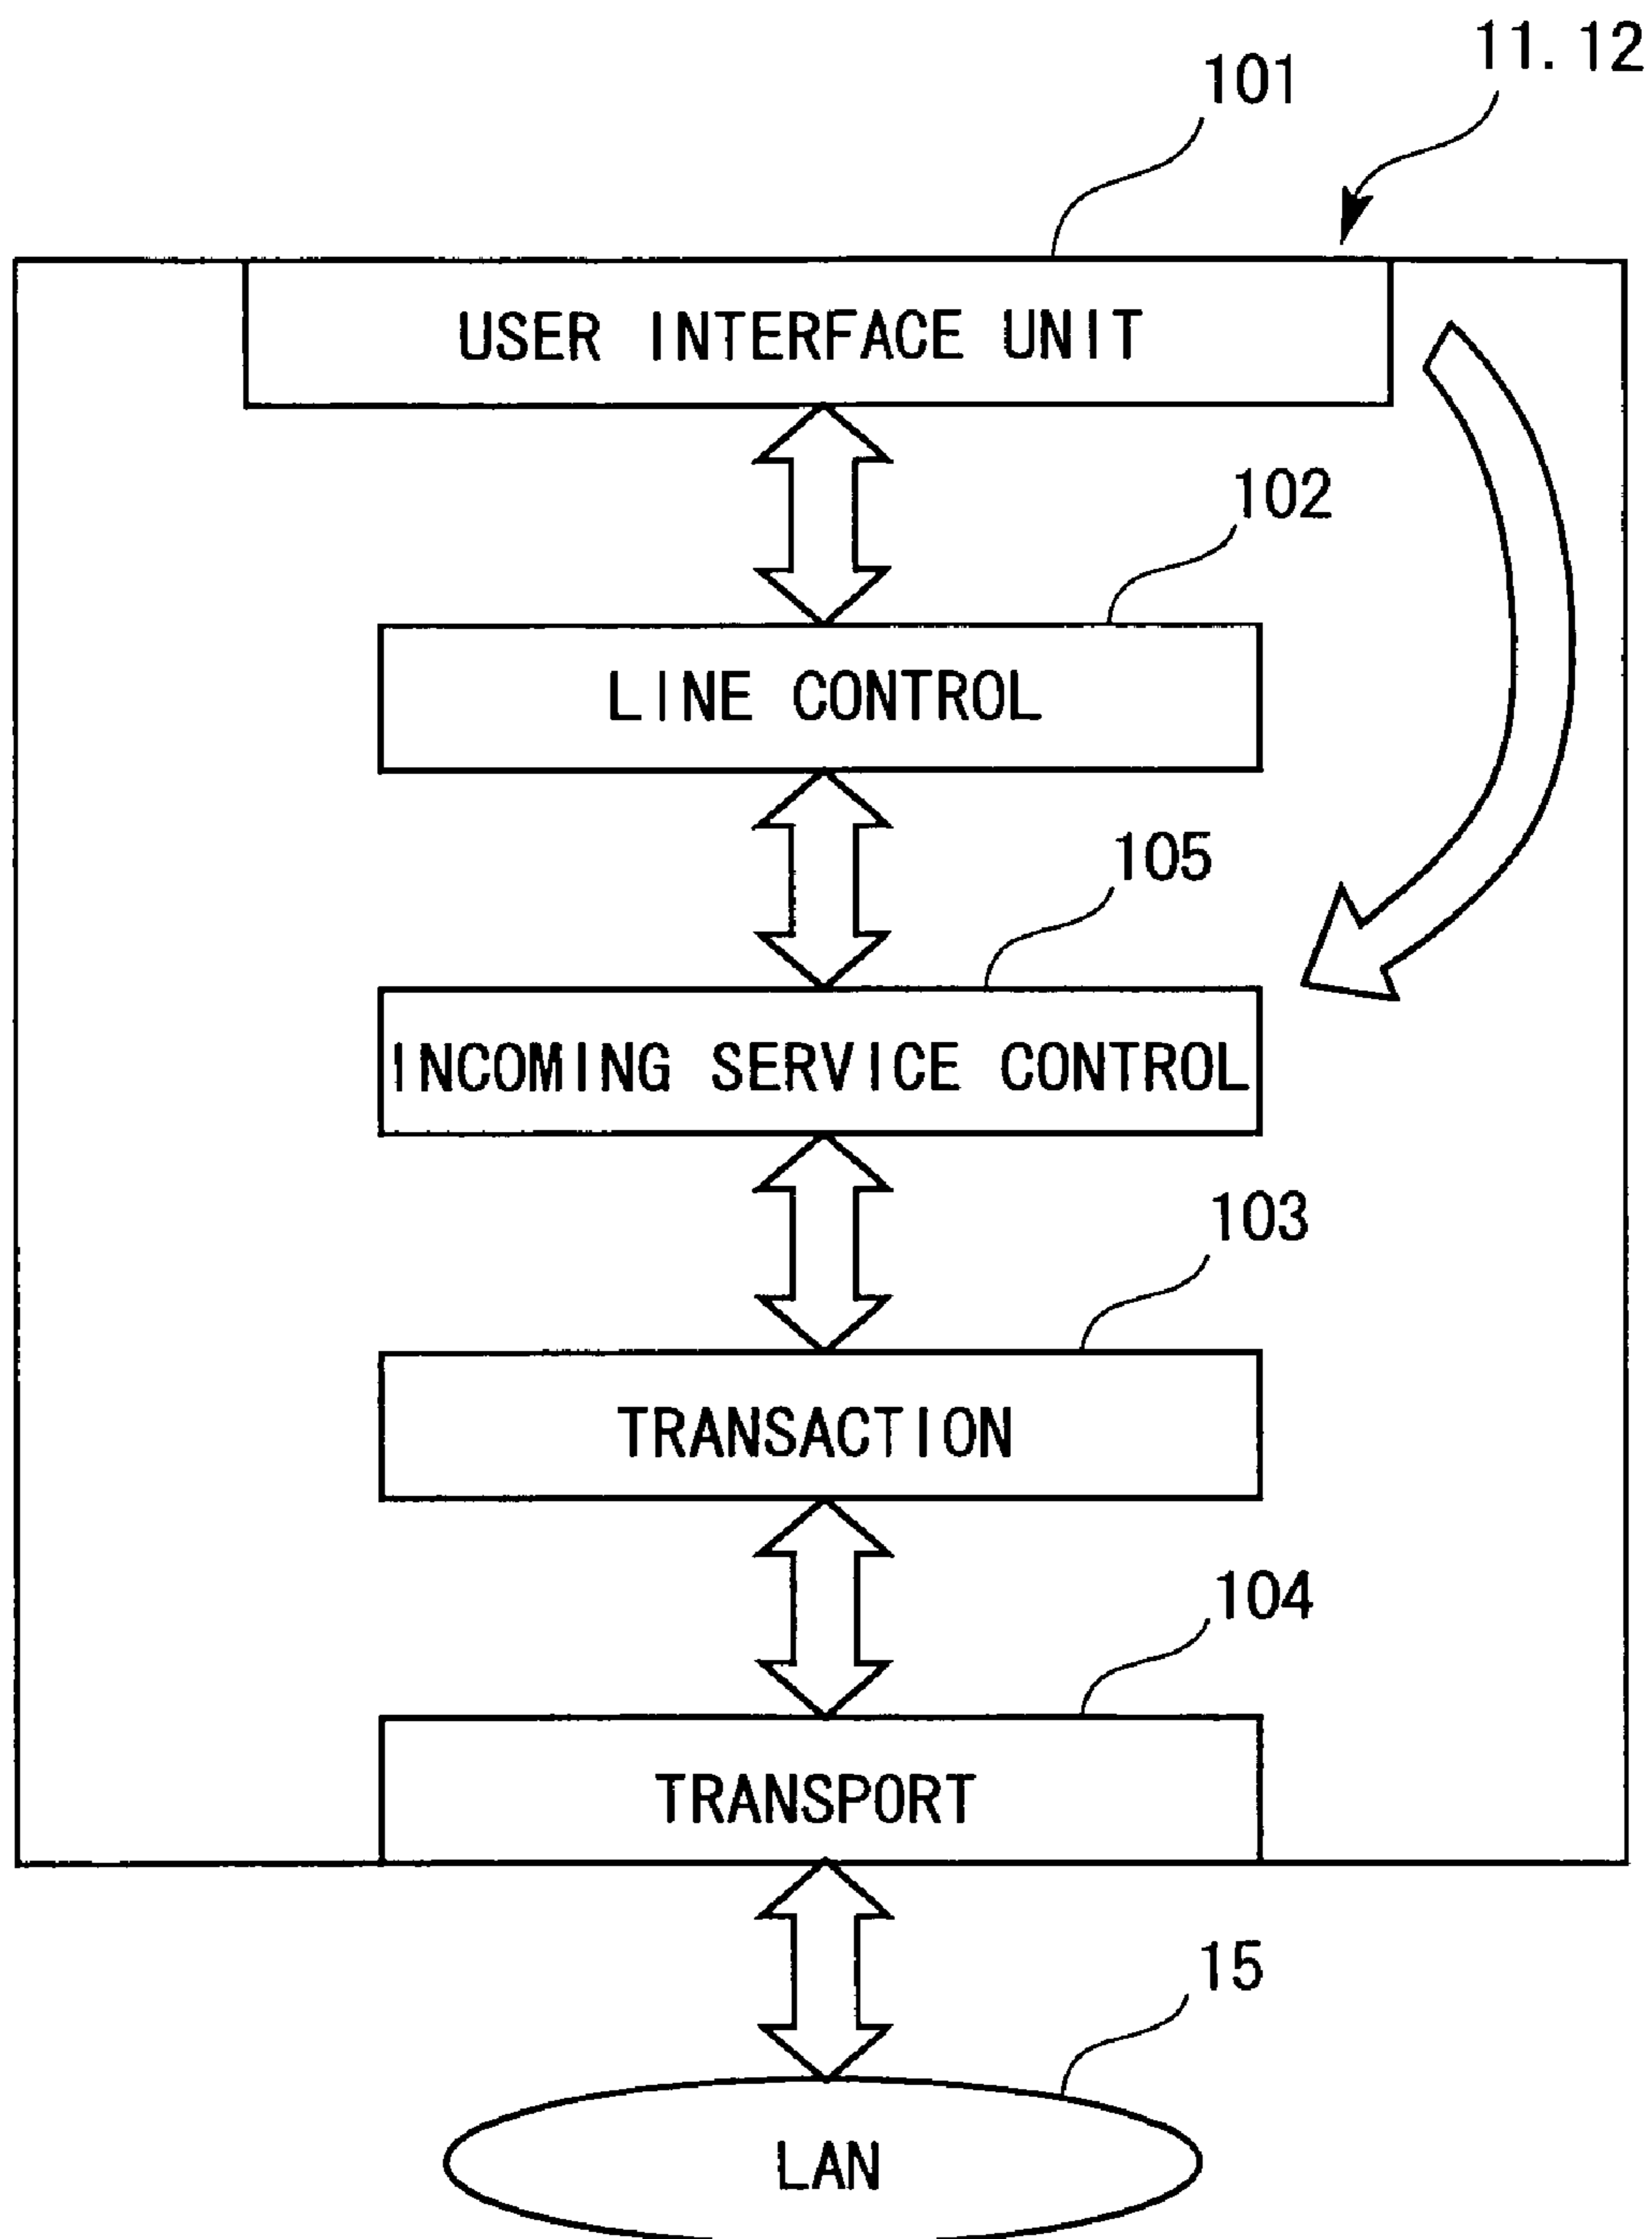 11. 12
101
USER INTERFACE UNIT
102
LINE CONTROL
105
INCOMING SERVICE CONTROL
103
TRANSACTION
104
TRANSPORT
15
LAN